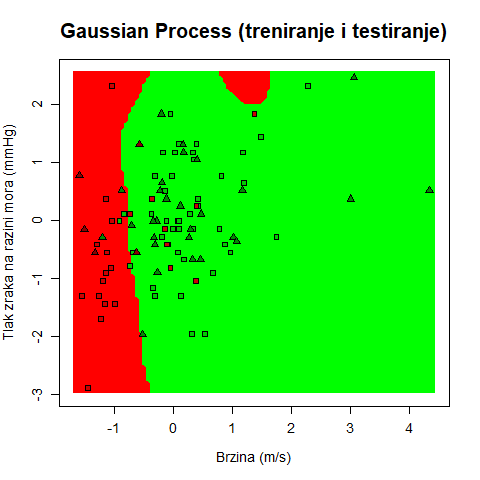 Gaussian Process (treniranje i testiranje)
Tlak zraka na razini mora (mmHg)
2
1
0
-1
-2
-3
-1 0 1 2 3 4
Brzina (m/s)